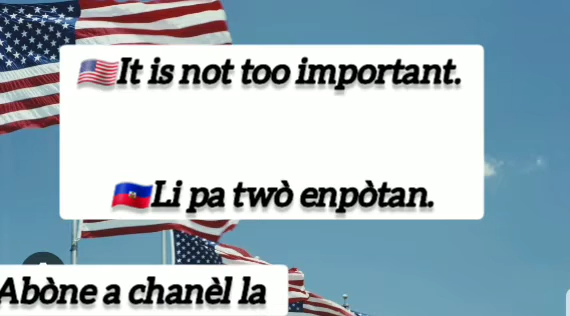 It is not too important.
Li pa twò enpòtan.
Abòne a chanèl la